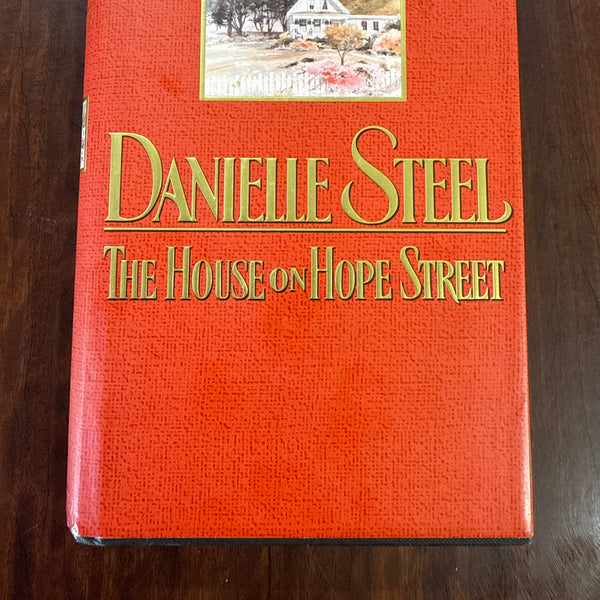 DANIELLE STEEL
THE HOUSE ON HOPE STREET